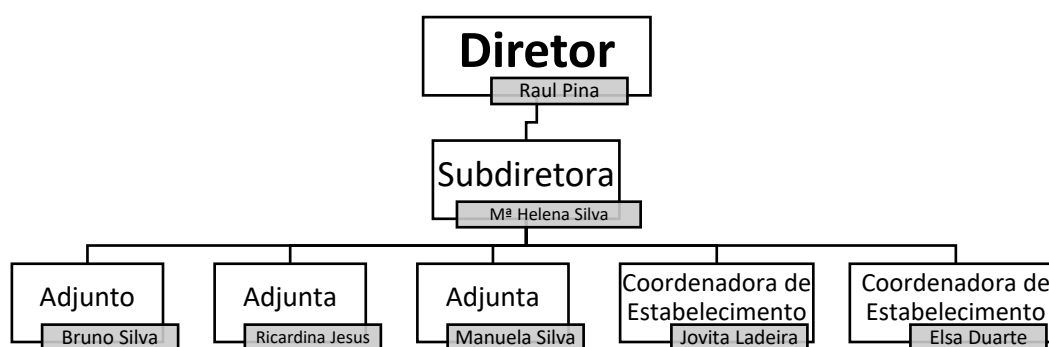 Diretor
Raul Pina
Subdiretora
Mª Helena Silva
Adjunto
Bruno Silva
Adjunta
Ricardina Jesus
Adjunta
Manuela Silva
Coordenadora de
Estabelecimento
Jovita Ladeira
Coordenadora de
Estabelecimento
Elsa Duarte